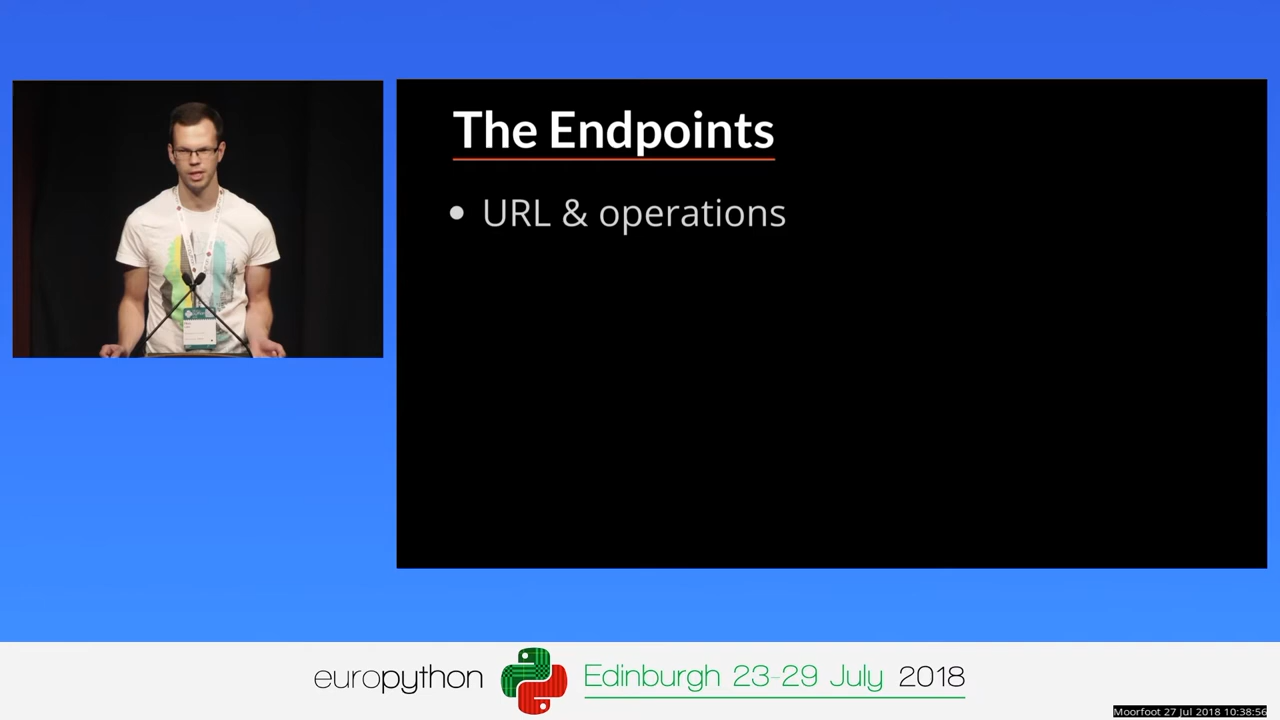 The Endpoints
• URL & operations
europython
Edinburgh 23-29 July 2018
Moorfoot 27 Jul 2018 10:38:56